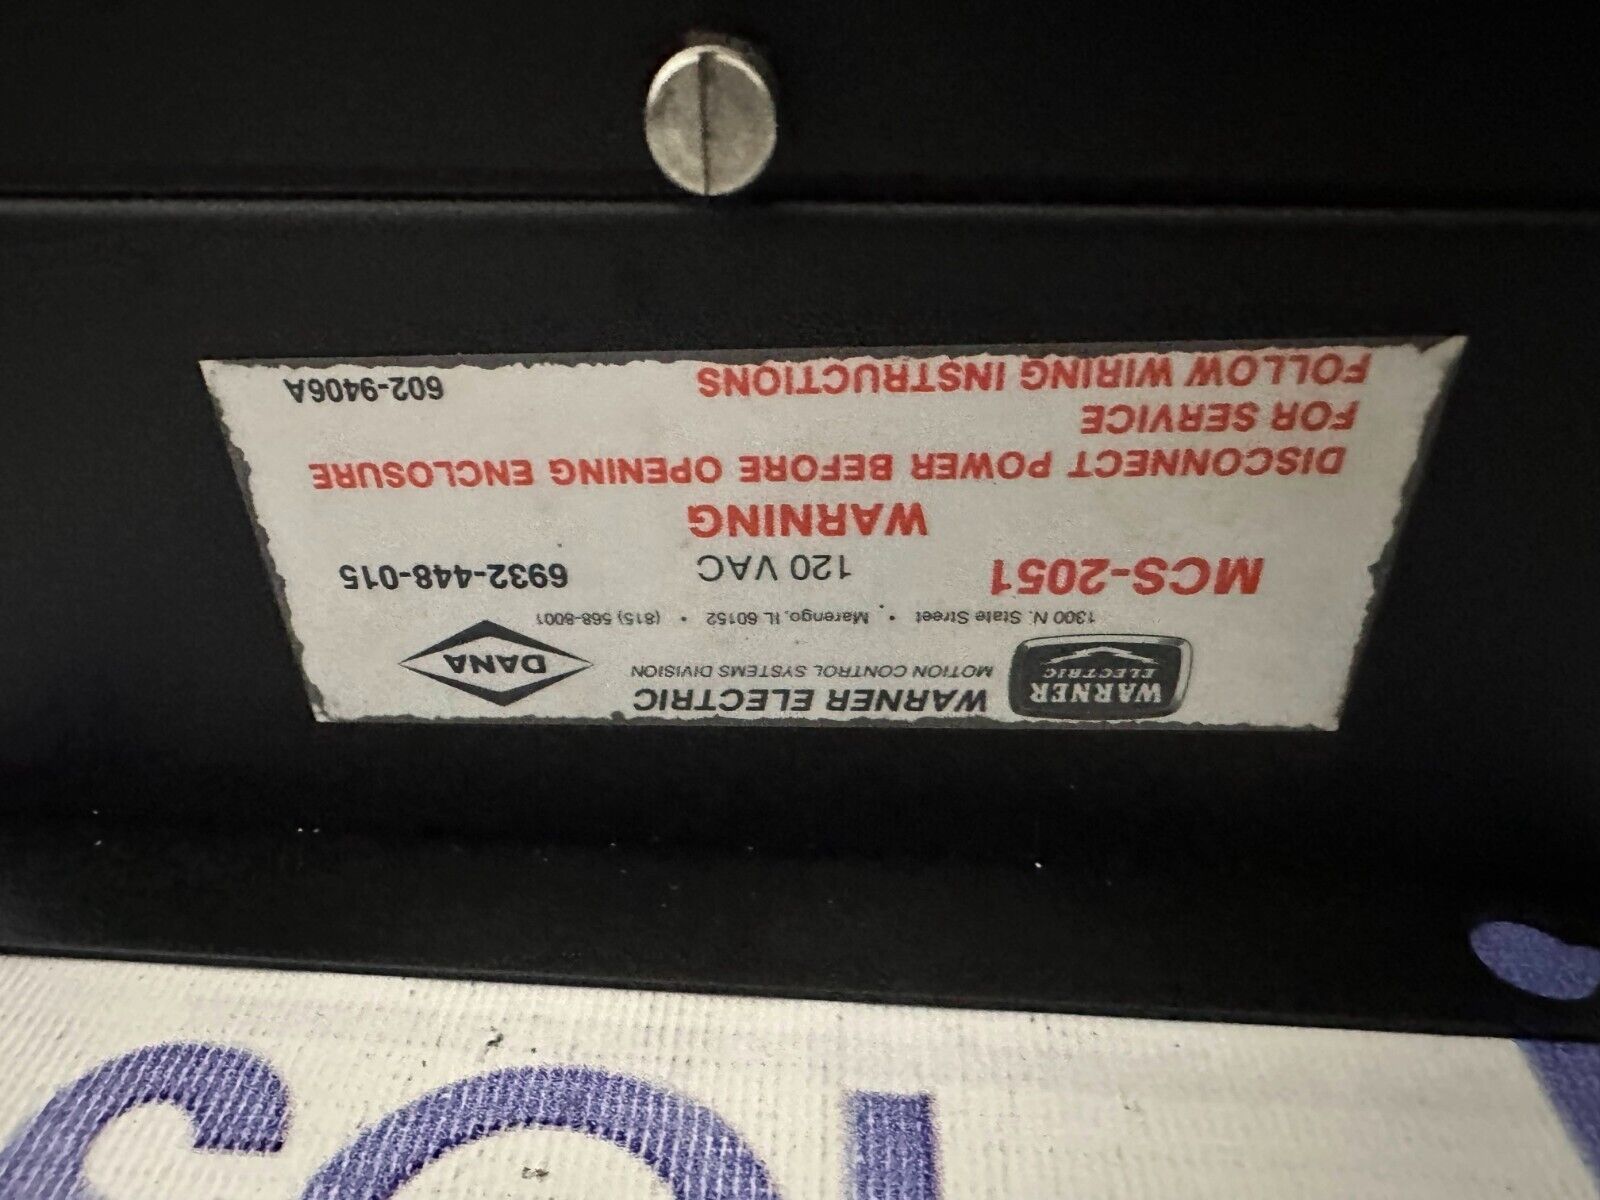 WARNER
ELECTRIC
WARNER ELECTRIC
MOTION CONTROL SYSTEMS DIVISION
DANA
1300 N. State Street • Marengo, IL 60152 • (815) 568-8001
MCS-2051 120 VAC 6932-448-015
WARNING
DISCONNECT POWER BEFORE OPENING ENCLOSURE
FOR SERVICE
FOLLOW WIRING INSTRUCTIONS 602-9406A